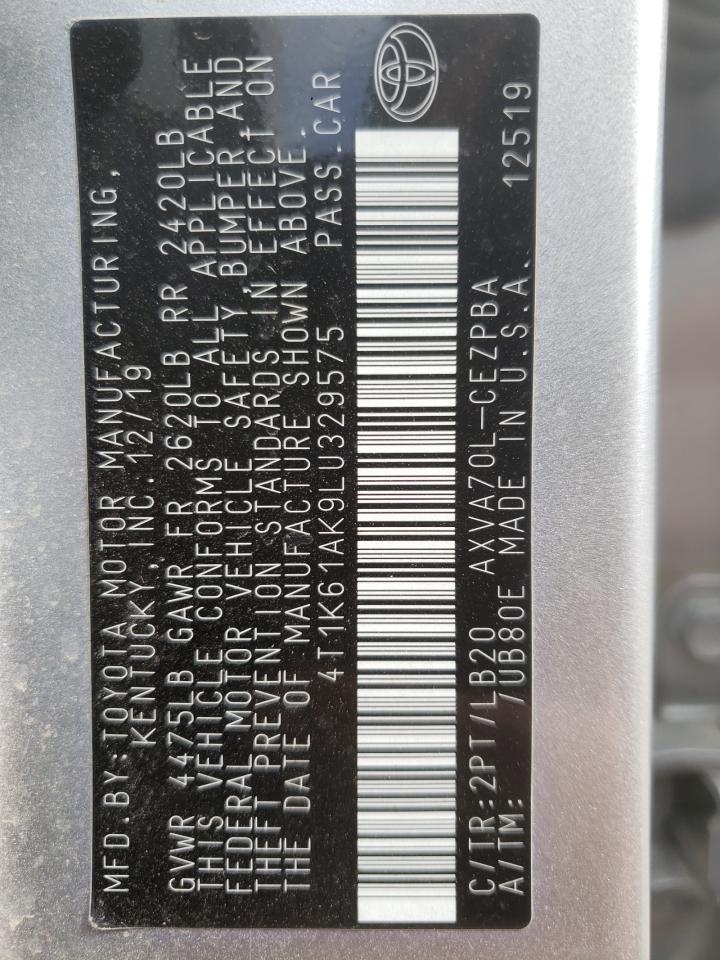 MFD.BY:TOYOTA MOTOR MANUFACTURING,
KENTUCKY, INC. 12/19
GVWR 4475LB GAWR FR 2620LB RR 2420LB
THIS VEHICLE CONFORMS TO ALL APPLICABLE
FEDERAL MOTOR VEHICLE SAFETY, BUMPER AND
THEFT PREVENTION STANDARDS IN EFFECT ON
THE DATE OF MANUFACTURE SHOWN ABOVE.
4T1K61AK9LU329575 PASS.CAR
C/TR:2PT/LB20 AXVA70L-CEZPBA
A/TM: /UB80E MADE IN U.S.A. 12519